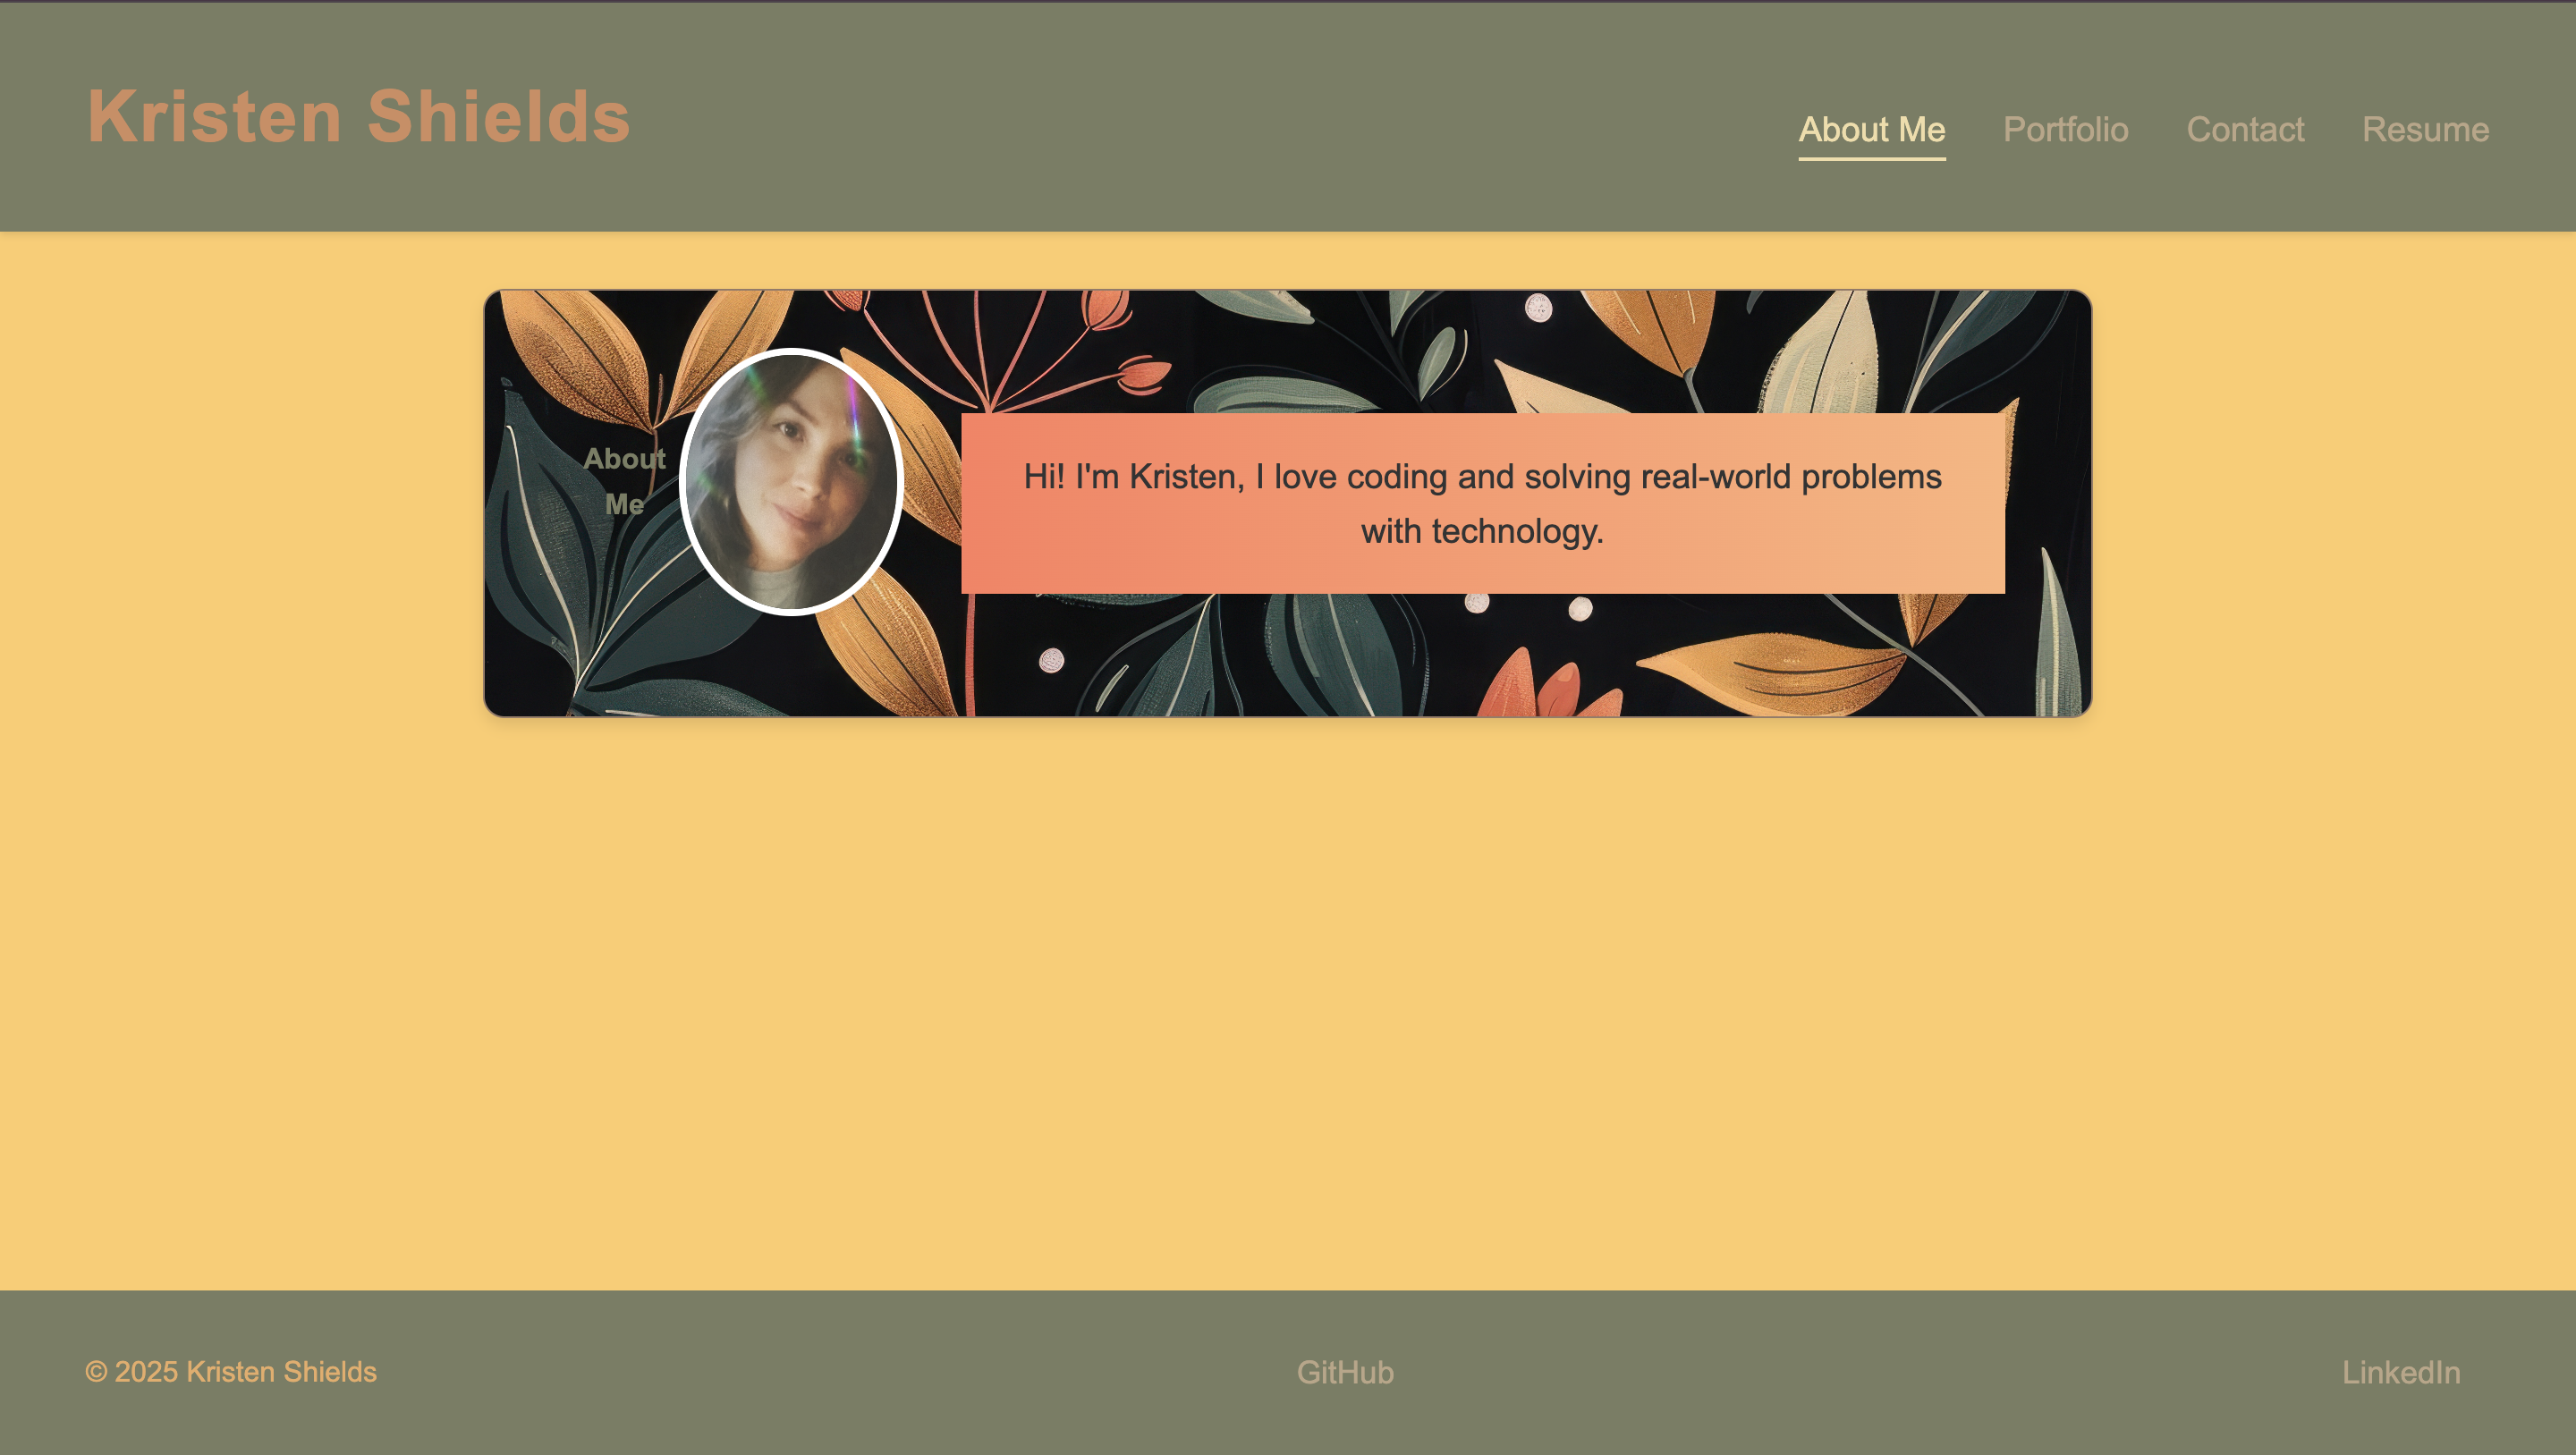 Kristen Shields
About Me
Portfolio
Contact
Resume
About
Me
Hi! I'm Kristen, I love coding and solving real-world problems
with technology.
© 2025 Kristen Shields
GitHub
LinkedIn